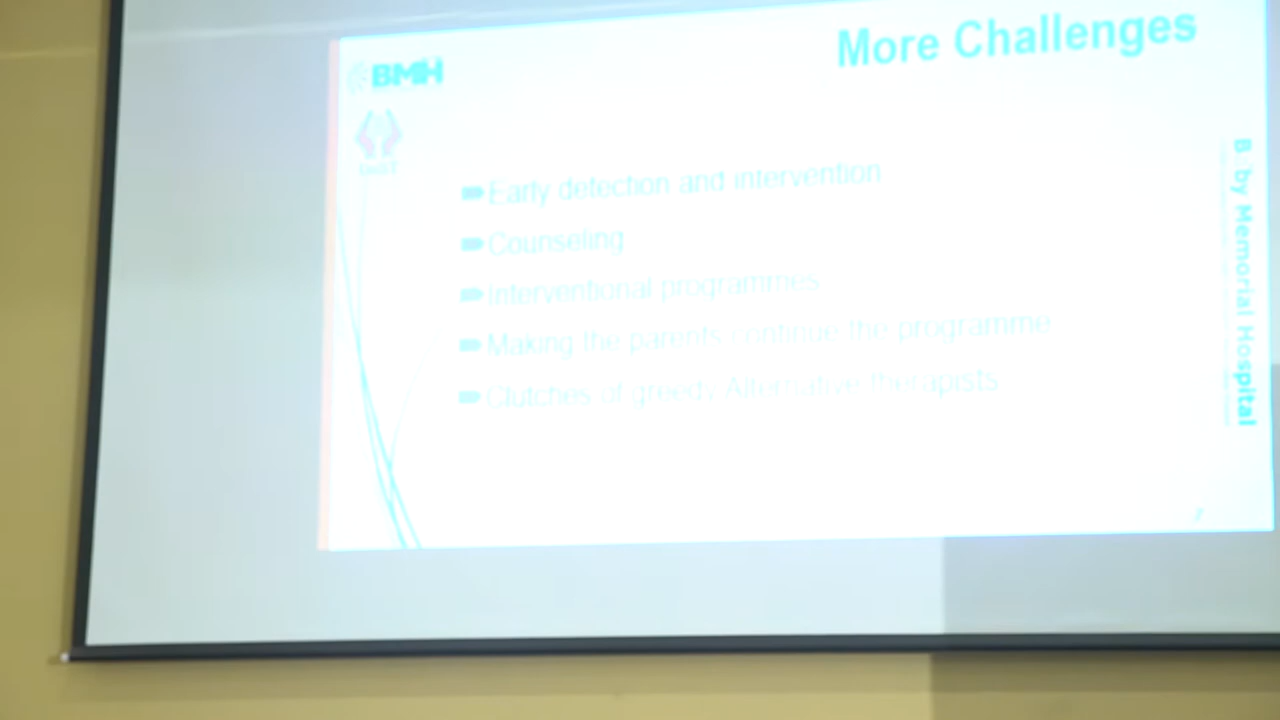 More Challenges
BMH
Early detection and intervention
Counseling
Interventional programmes
Making the parents continue the programme
Clutches of greedy Alternative therapists
B by Memorial Hospital